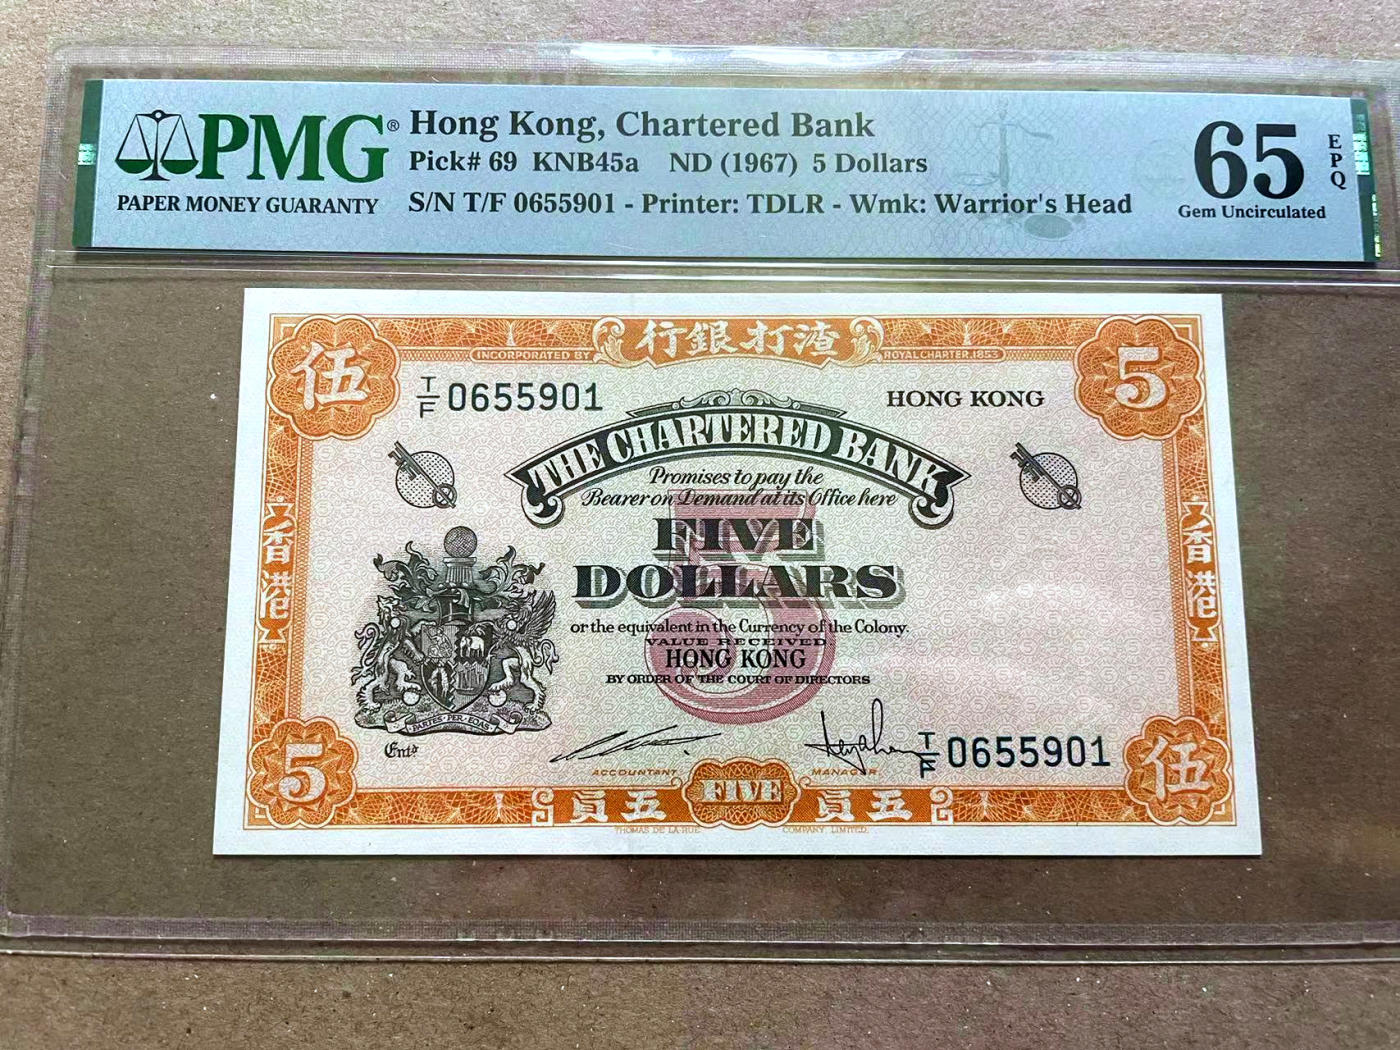 PMG®
PAPER MONEY GUARANTY
Hong Kong, Chartered Bank
Pick# 69 KNB45a ND (1967) 5 Dollars
S/N T/F 0655901 - Printer: TDLR - Wmk: Warrior's Head
65 EPQ
Gem Uncirculated
伍
INCORPORATED BY
行銀打渣
ROYAL CHARTER. 1853
5
T/F 0655901
HONG KONG
THE CHARTERED BANK
Promises to pay the
Bearer on Demand at its Office here
5
FIVE
DOLLARS
or the equivalent in the Currency of the Colony.
VALUE RECEIVED.
HONG KONG
BY ORDER OF THE COURT OF DIRECTORS
香港
香港
PARTES·PER·EQAS
Entd
T/F 0655901
ACCOUNTANT
MANAGER
5
員五
FIVE
員五
伍
THOMAS DE LA RUE
COMPANY, LIMITED.